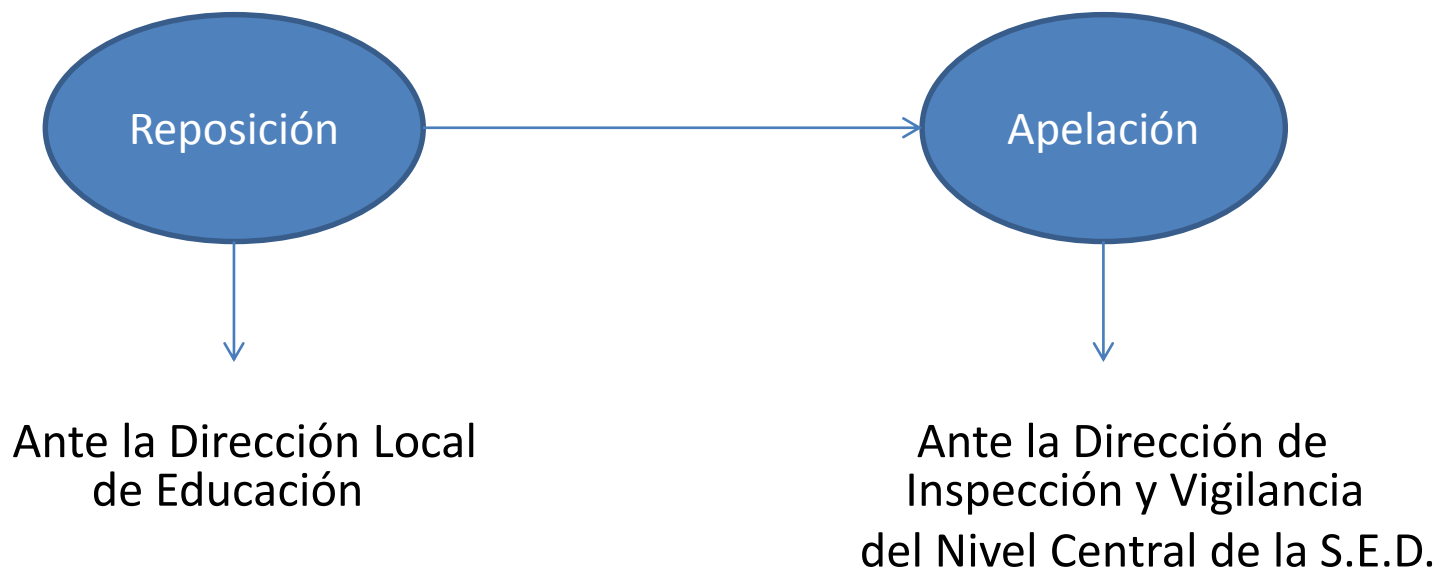 Reposición
Apelación
Ante la Dirección Local
de Educación
Ante la Dirección de
Inspección y Vigilancia
del Nivel Central de la S.E.D.